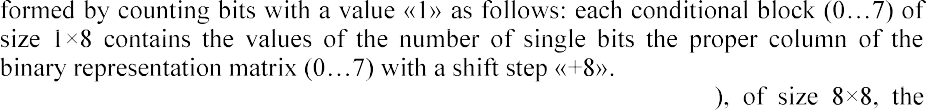 formed by counting bits with a value «1» as follows: each conditional block (0…7) of
size 1×8 contains the values of the number of single bits the proper column of the
binary representation matrix (0…7) with a shift step «+8».
), of size 8×8, the